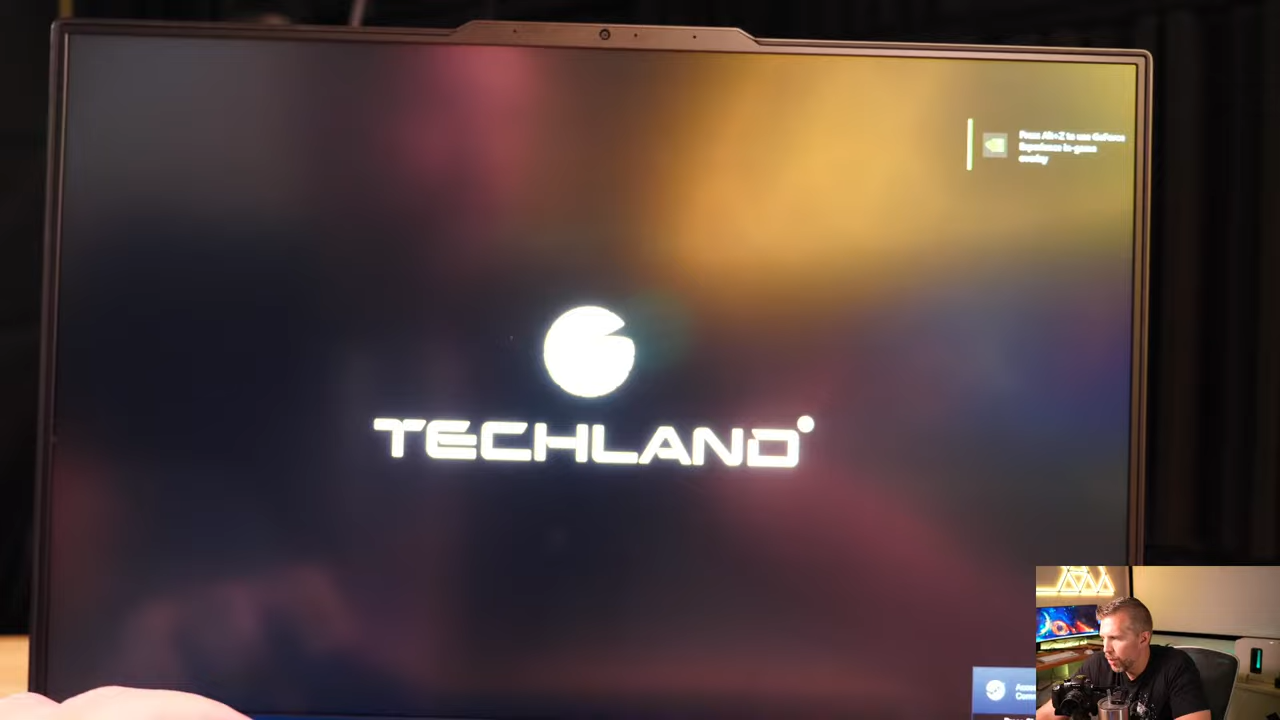 Press Alt+Z to use GeForce
Experience in-game
overlay
TECHLAND